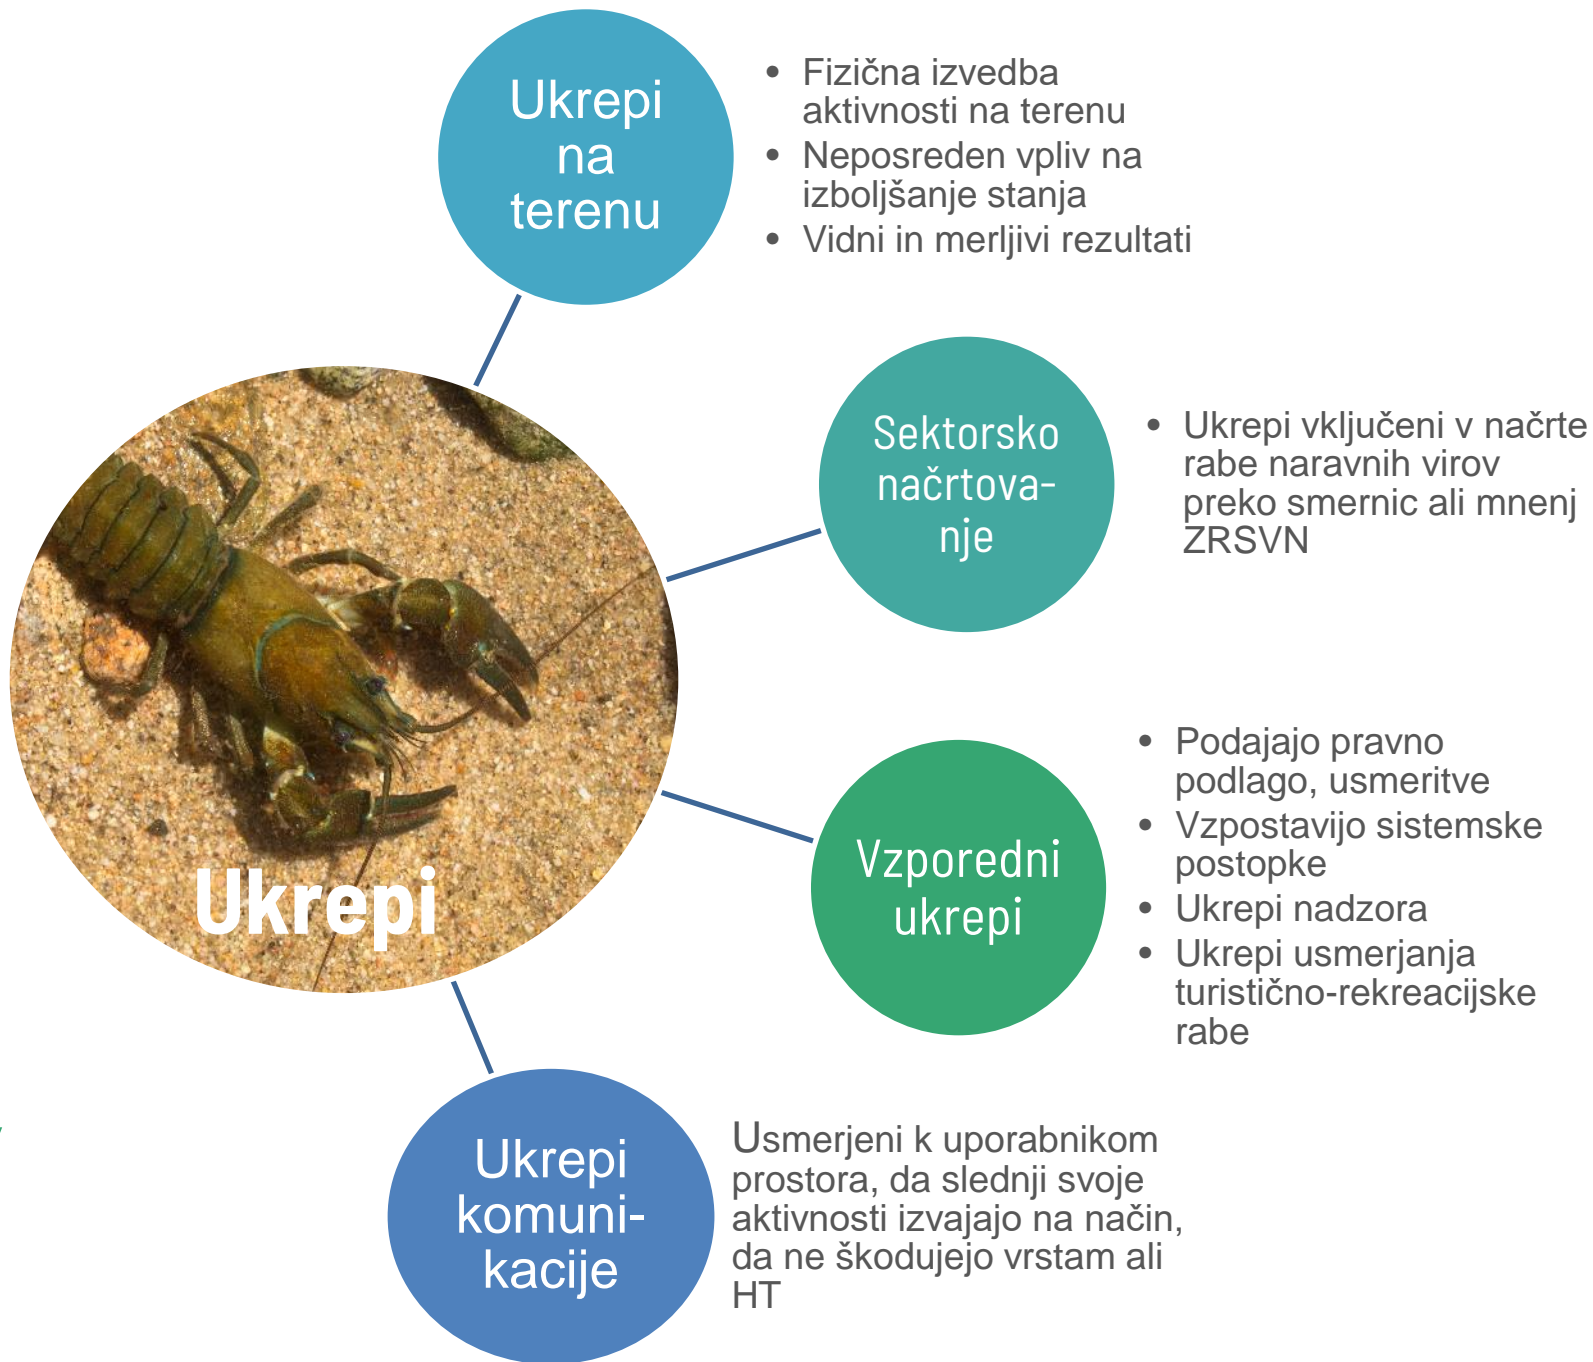 Ukrepi
na
terenu
• Fizična izvedba
aktivnosti na terenu
• Neposreden vpliv na
izboljšanje stanja
• Vidni in merljivi rezultati
Sektorsko
načrtova-
nje
• Ukrepi vključeni v načrte
rabe naravnih virov
preko smernic ali mnenj
ZRSVN
Ukrepi
Vzporedni
ukrepi
• Podajajo pravno
podlago, usmeritve
• Vzpostavijo sistemske
postopke
• Ukrepi nadzora
• Ukrepi usmerjanja
turistično-rekreacijske
rabe
Ukrepi
komuni-
kacije
Usmerjeni k uporabnikom
prostora, da slednji svoje
aktivnosti izvajajo na način,
da ne škodujejo vrstam ali
HT